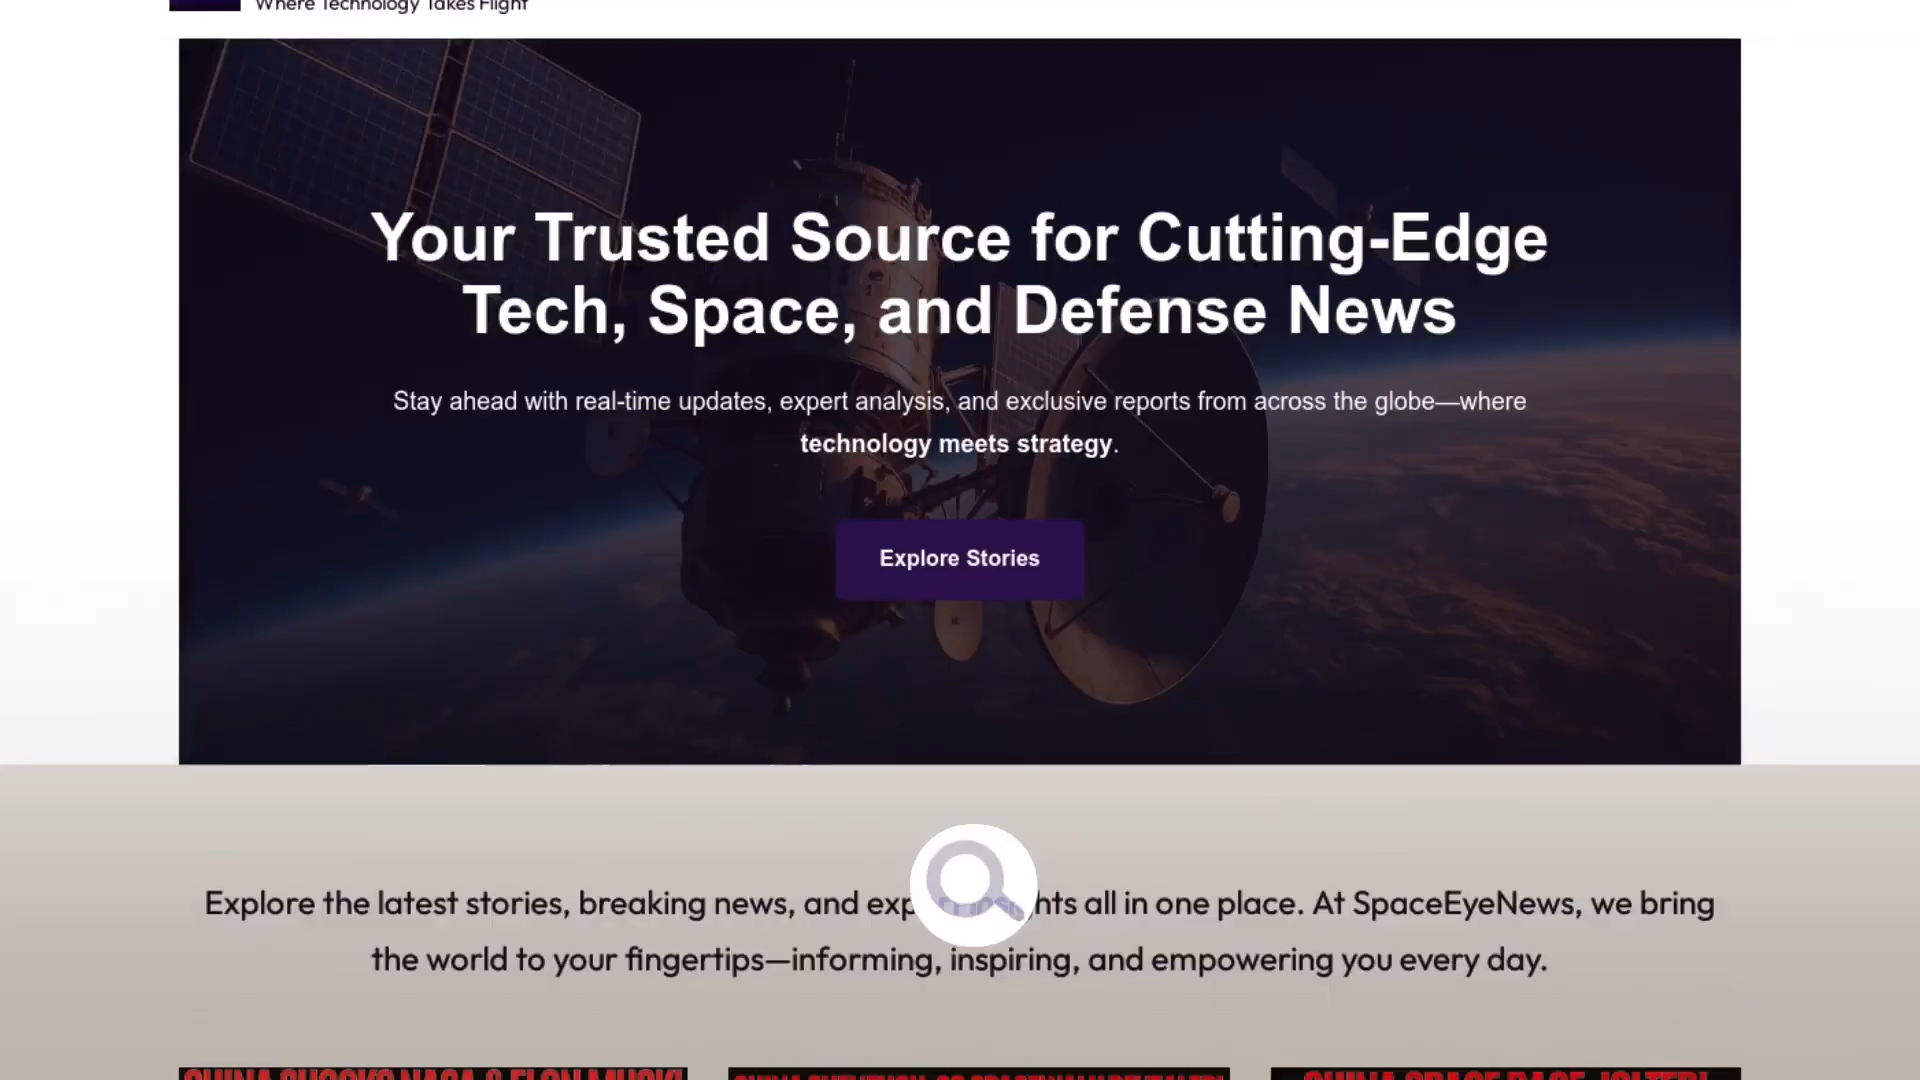 Where Technology Takes Flight
Your Trusted Source for Cutting-Edge
Tech, Space, and Defense News
Stay ahead with real-time updates, expert analysis, and exclusive reports from across the globe—where
technology meets strategy.
Explore Stories
Explore the latest stories, breaking news, and all in one place. At SpaceEyeNews, we bring
the world to your fingertips—informing, inspiring, and empowering you every day.
CHINA SHOCKS NASA & ELON MUSK!
CHINA SPACE RACE JOLTED!